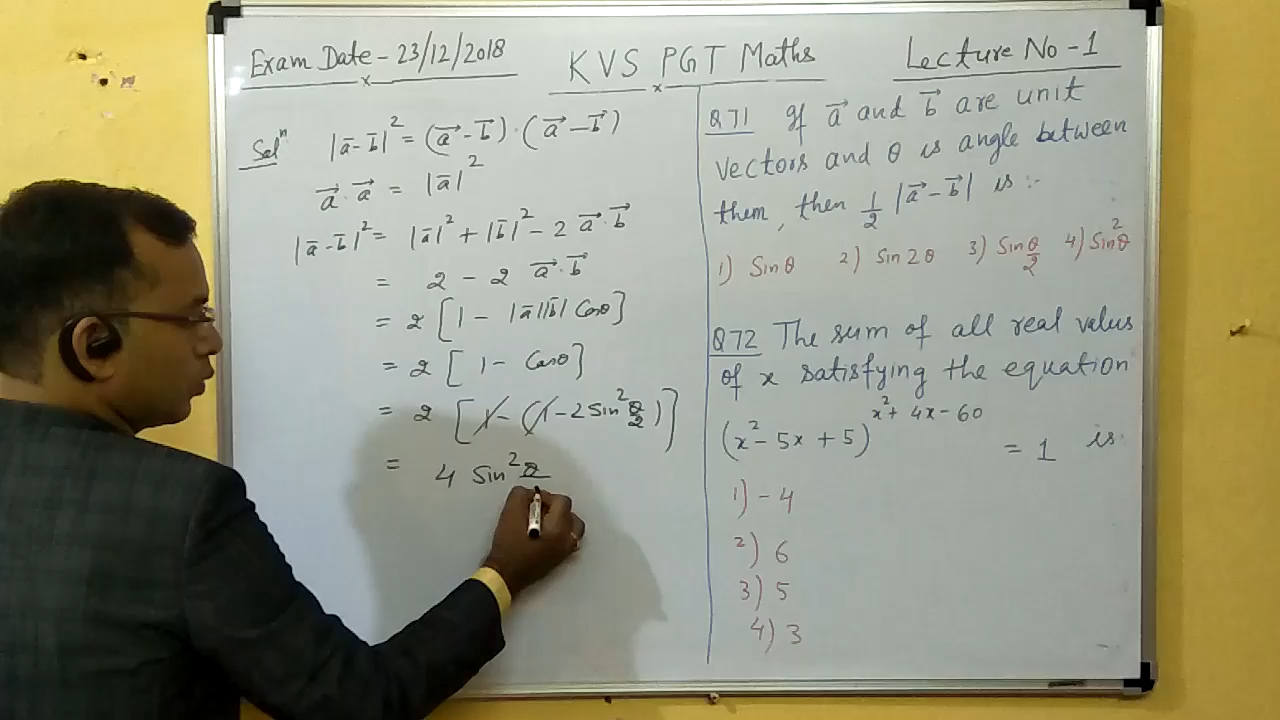 Exam Date - 23/12/2018
KVS PGT Maths
Lecture No - 1
Solⁿ |a̅ - b̅|² = (a⃗ - b⃗) · (a⃗ - b⃗)
a⃗ · a⃗ = |a̅|²
|a̅ - b̅|² = |a̅|² + |b̅|² - 2 a⃗ · b⃗
= 2 - 2 a⃗ · b⃗
= 2 [ 1 - |a̅||b̅| Cosθ ]
= 2 [ 1 - Cosθ ]
= 2 [ 1 - (1 - 2 Sin² θ/2 ) ]
= 4 Sin² θ
Q 71 If a⃗ and b⃗ are unit
vectors and θ is angle between
them, then 1/2 |a⃗ - b⃗| is :-
1) Sinθ 2) Sin 2θ 3) Sin θ/2 4) Sin²θ
Q 72 The sum of all real values
of x satisfying the equation
(x² - 5x + 5)^(x² + 4x - 60) = 1 is
1) - 4
2) 6
3) 5
4) 3